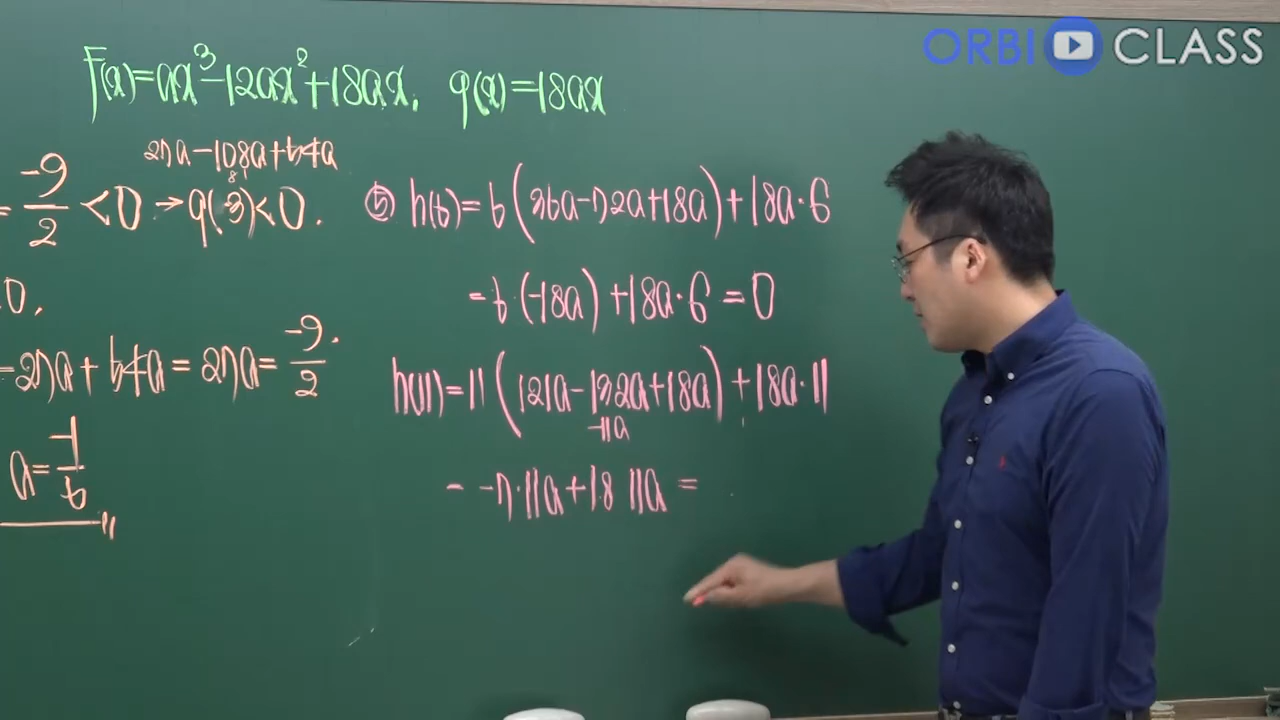 ORBI CLASS
f(x)=ax³-12ax²+18ax, g(x)=18ax
27a-108a+54a
= -9/2 <0 → g(3)<0.
81
0.
-27a+54a=27a= -9/2.
a= -1/6
⑤ h(6)=6(36a-72a+18a)+18a·6
=6·(-18a)+18a·6=0
h(11)=11(121a-132a+18a)+18a·11
-11a
= -7·11a+18 11a=